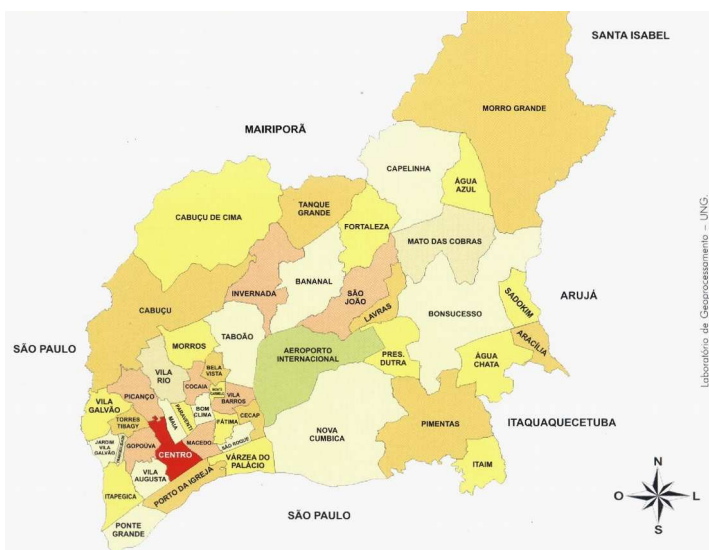 SANTA ISABEL
MORRO GRANDE
MAIRIPORÃ
CAPELINHA
ÁGUA
AZUL
CABUÇU DE CIMA
TANQUE
GRANDE
FORTALEZA
MATO DAS COBRAS
BANANAL
INVERNADA
SÃO
JOÃO
SADOKIM
ARUJÁ
LAVRAS
BONSUCESSO
CABUÇU
TABOÃO
ARACÍLIA
SÃO PAULO
MORROS
AEROPORTO
INTERNACIONAL
PRES.
DUTRA
ÁGUA
CHATA
VILA
RIO
BELA
VISTA
COCAIA
PICANÇO
VILA
BARROS
VILA
GALVÃO
MAIA
PARAVENTI
BOM
CLIMA
CECAP
TORRES
TIBAGY
FÁTIMA
NOVA
CUMBICA
PIMENTAS
ITAQUAQUECETUBA
JARDIM
VILA
GALVÃO
GOPOÚVA
MACEDO
SÃO ROQUE
CENTRO
VÁRZEA DO
PALÁCIO
ITAIM
VILA
AUGUSTA
PORTO DA IGREJA
ITAPEGICA
SÃO PAULO
PONTE
GRANDE
N
O
L
S
Laboratório de Geoprocessamento – UNG.